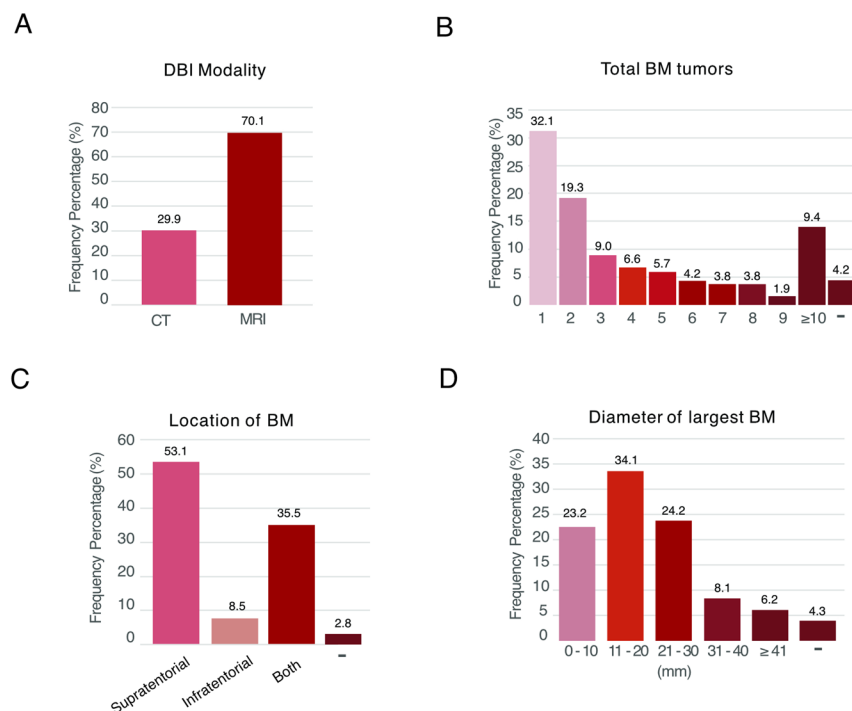 A
DBI Modality
Frequency Percentage (%)
80
70
60
50
40
30
20
10
0
29.9
70.1
CT MRI
B
Total BM tumors
Frequency Percentage (%)
35
30
20
15
10
5
0
32.1
19.3
9.0
6.6
5.7
4.2
3.8
3.8
1.9
9.4
4.2
1 2 3 4 5 6 7 8 9 ≥10 -
C
Location of BM
Frequency Percentage (%)
60
50
40
30
20
10
0
53.1
8.5
35.5
2.8
Supratentorial
Infratentorial
Both
-
D
Diameter of largest BM
Frequency Percentage (%)
40
35
30
25
20
15
10
5
0
23.2
34.1
24.2
8.1
6.2
4.3
0 - 10 11 - 20 21 - 30 31 - 40 ≥ 41 -
(mm)